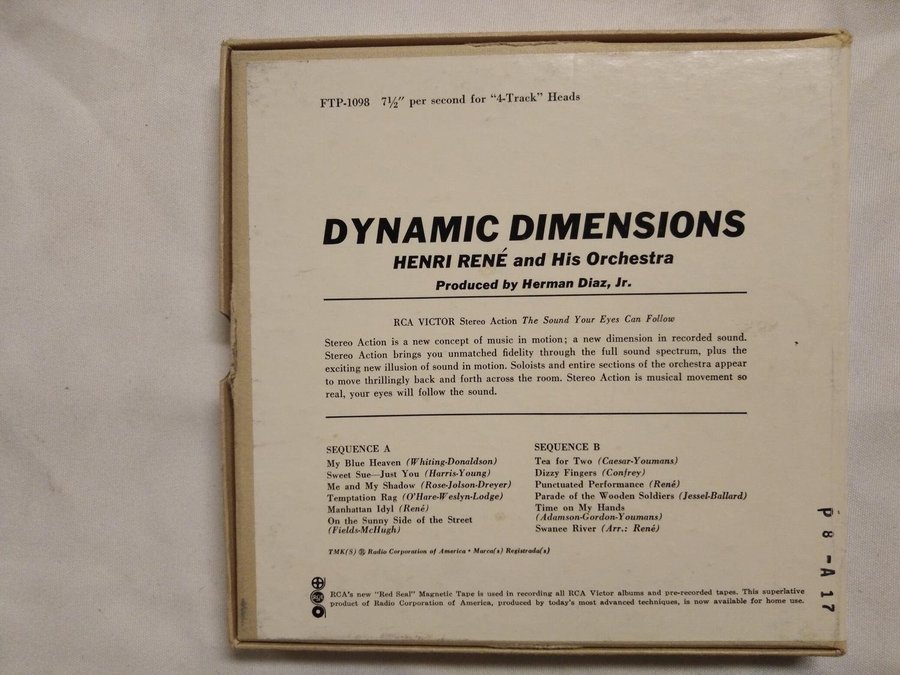 FTP-1098 7½" per second for "4-Track" Heads
DYNAMIC DIMENSIONS
HENRI RENÉ and His Orchestra
Produced by Herman Diaz, Jr.
RCA VICTOR Stereo Action The Sound Your Eyes Can Follow
Stereo Action is a new concept of music in motion; a new dimension in recorded sound.
Stereo Action brings you unmatched fidelity through the full sound spectrum, plus the
exciting new illusion of sound in motion. Soloists and entire sections of the orchestra appear
to move thrillingly back and forth across the room. Stereo Action is musical movement so
real, your eyes will follow the sound.
SEQUENCE A
My Blue Heaven (Whiting-Donaldson)
Sweet Sue—Just You (Harris-Young)
Me and My Shadow (Rose-Jolson-Dreyer)
Temptation Rag (O'Hare-Weslyn-Lodge)
Manhattan Idyl (René)
On the Sunny Side of the Street
(Fields-McHugh)
SEQUENCE B
Tea for Two (Caesar-Youmans)
Dizzy Fingers (Confrey)
Punctuated Performance (René)
Parade of the Wooden Soldiers (Jessel-Ballard)
Time on My Hands
(Adamson-Gordon-Youmans)
Swance River (Arr.: René)
TMK(S) ® Radio Corporation of America • Marca(s) Registrada(s)
RCA
RCA's new "Red Seal" Magnetic Tape is used in recording all RCA Victor albums and pre-recorded tapes. This superlative
product of Radio Corporation of America, produced by today's most advanced techniques, is now available for home use.
P8-A17